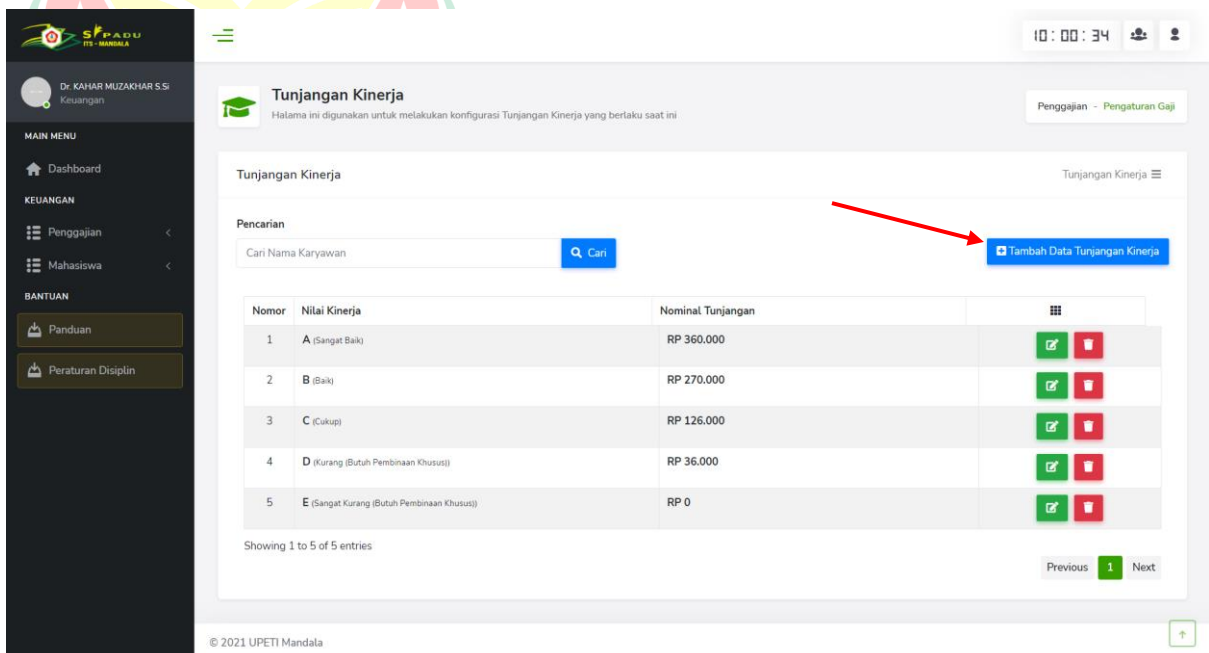 SIPADU
ITS - MANDALA
10:00:34
Dr. KAHAR MUZAKHAR S.Si
Keuangan
Tunjangan Kinerja
Halama ini digunakan untuk melakukan konfigurasi Tunjangan Kinerja yang berlaku saat ini
Penggajian - Pengaturan Gaji
MAIN MENU
Dashboard
KEUANGAN
Penggajian
Mahasiswa
BANTUAN
Panduan
Peraturan Disiplin
Tunjangan Kinerja
Tunjangan Kinerja
Pencarian
Cari Nama Karyawan
Cari
Tambah Data Tunjangan Kinerja
Nomor Nilai Kinerja Nominal Tunjangan
1 A (Sangat Baik) RP 360.000
2 B (Baik) RP 270.000
3 C (Cukup) RP 126.000
4 D (Kurang (Butuh Pembinaan Khusus)) RP 36.000
5 E (Sangat Kurang (Butuh Pembinaan Khusus)) RP 0
Showing 1 to 5 of 5 entries
Previous 1 Next
© 2021 UPETI Mandala